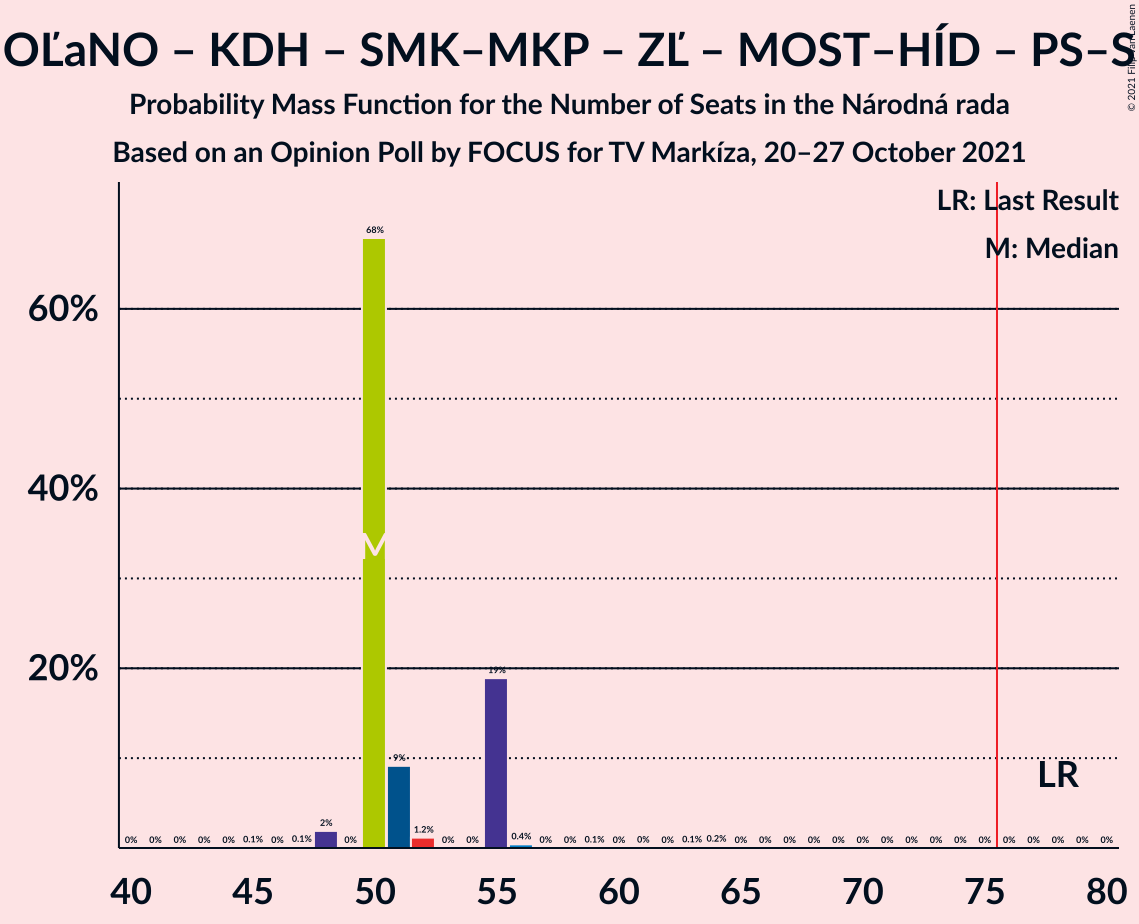 OĽaNO – KDH – SMK–MKP – ZĽ – MOST–HÍD – PS–S
© 2021 Filip van Laenen
Probability Mass Function for the Number of Seats in the Národná rada
Based on an Opinion Poll by FOCUS for TV Markíza, 20–27 October 2021
LR: Last Result
M: Median
60%
40%
20%
68%
M
19%
9%
LR
0% 0% 0% 0% 0% 0.1% 0% 0.1% 2% 0% 1.2% 0% 0% 0.4% 0% 0% 0.1% 0% 0% 0% 0.1% 0.2% 0% 0% 0% 0% 0% 0% 0% 0% 0% 0% 0% 0% 0% 0% 0% 0%
40 45 50 55 60 65 70 75 80